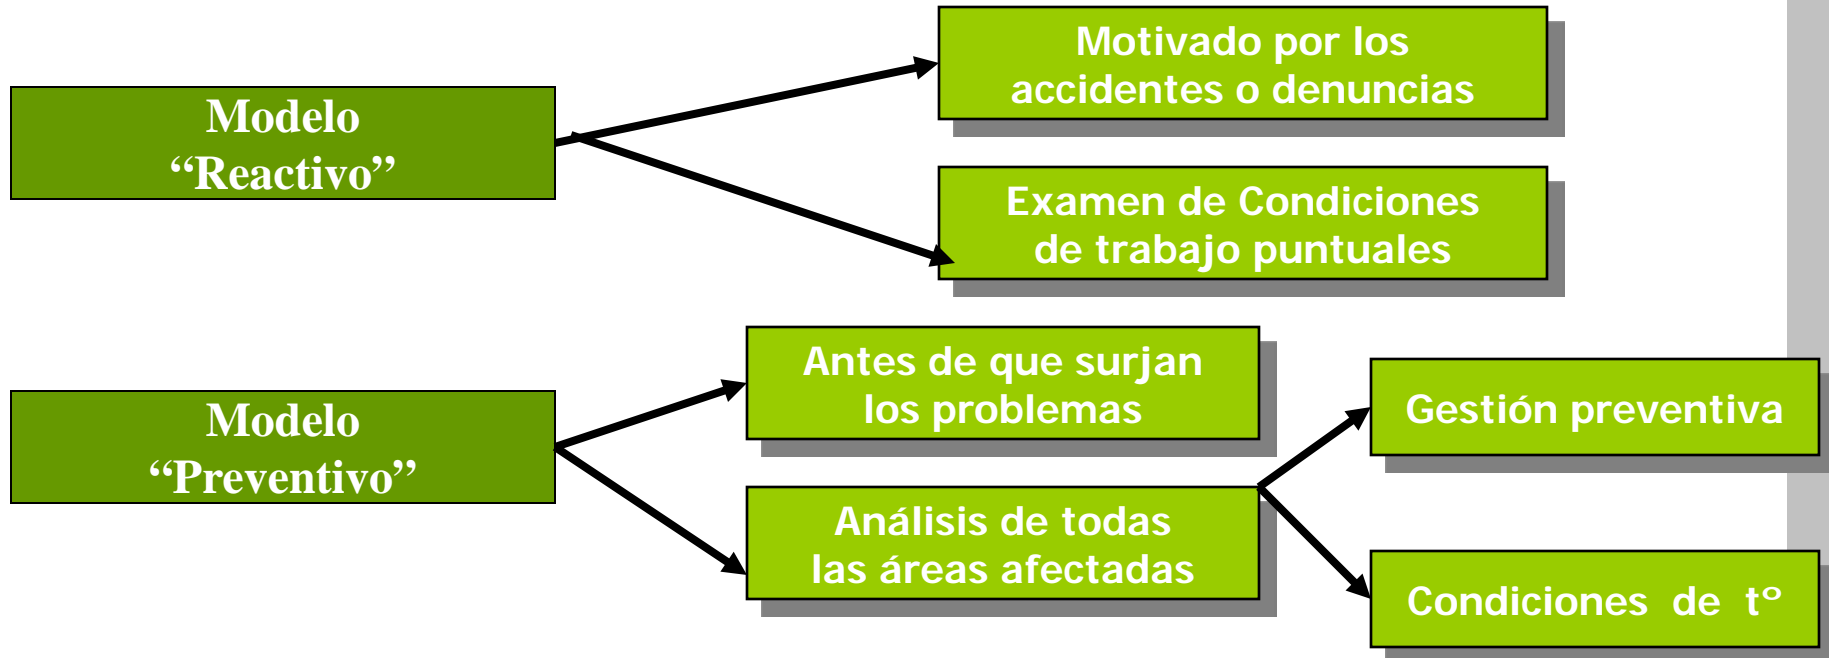 Modelo
“Reactivo”
Motivado por los
accidentes o denuncias
Examen de Condiciones
de trabajo puntuales
Modelo
“Preventivo”
Antes de que surjan
los problemas
Análisis de todas
las áreas afectadas
Gestión preventiva
Condiciones de tº